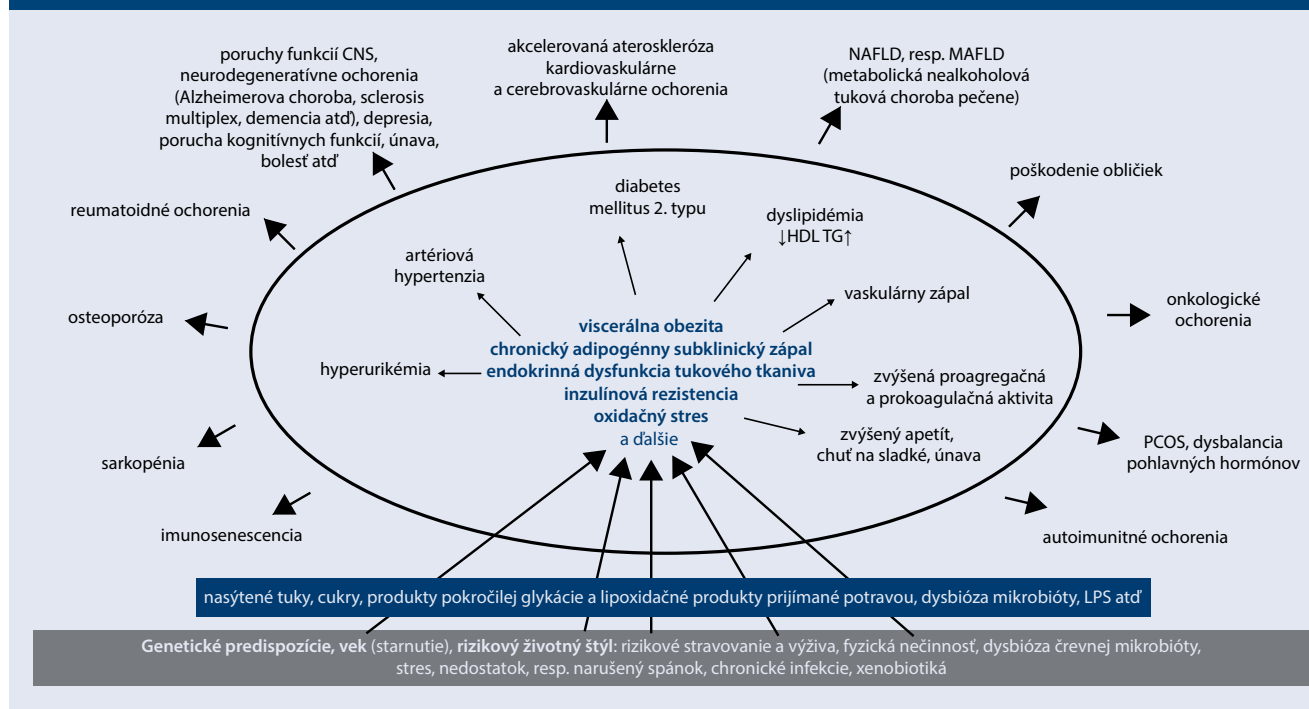 poruchy funkcií CNS,
neurodegeneratívne ochorenia
(Alzheimerova choroba, sclerosis
multiplex, demencia atď), depresia,
porucha kognitívnych funkcií, únava,
bolesť atď
akcelerovaná ateroskleróza
kardiovaskulárne
a cerebrovaskulárne ochorenia
NAFLD, resp. MAFLD
(metabolická nealkoholová
tuková choroba pečene)
poškodenie obličiek
reumatoidné ochorenia
diabetes
mellitus 2. typu
dyslipidémia
↓HDL TG↑
artériová
hypertenzia
vaskulárny zápal
onkologické
ochorenia
osteoporóza
viscerálna obezita
chronický adipogénny subklinický zápal
endokrinná dysfunkcia tukového tkaniva
inzulínová rezistencia
oxidačný stres
a ďalšie
hyperurikémia
zvýšená proagregačná
a prokoagulačná aktivita
zvýšený apetít,
chuť na sladké, únava
sarkopénia
PCOS, dysbalancia
pohlavných hormónov
imunosenescencia
autoimunitné ochorenia
nasýtené tuky, cukry, produkty pokročilej glykácie a lipoxidačné produkty prijímané potravou, dysbióza mikrobióty, LPS atď
Genetické predispozície, vek (starnutie), rizikový životný štýl: rizikové stravovanie a výživa, fyzická nečinnosť, dysbióza črevnej mikrobióty,
stres, nedostatok, resp. narušený spánok, chronické infekcie, xenobiotiká